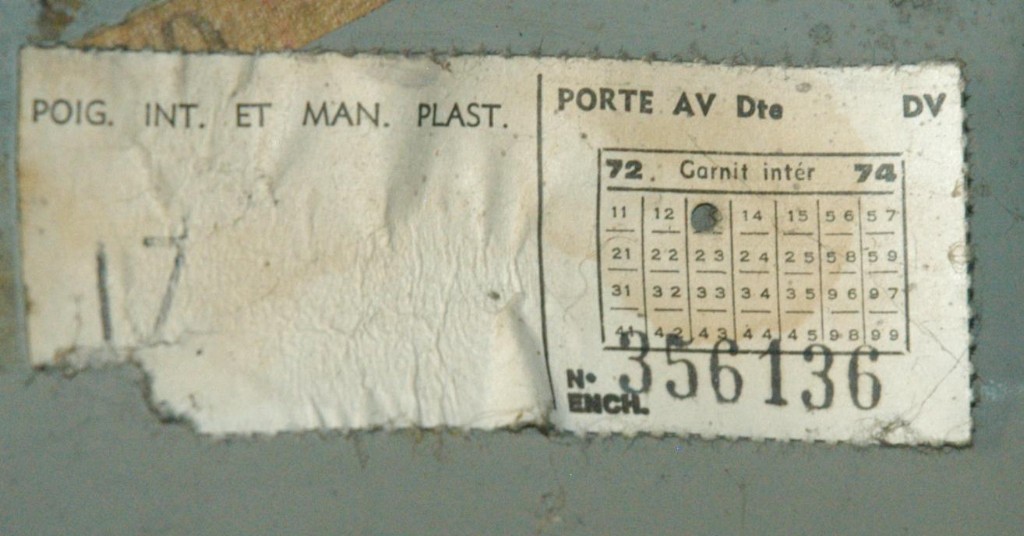 POIG. INT. ET MAN. PLAST.
17
PORTE AV Dte DV
72. Garnit intér 74
11 12 14 15 56 57
21 22 23 24 25 58 59
31 32 33 34 35 96 97
41 42 43 44 45 98 99
N• ENCH. 356136